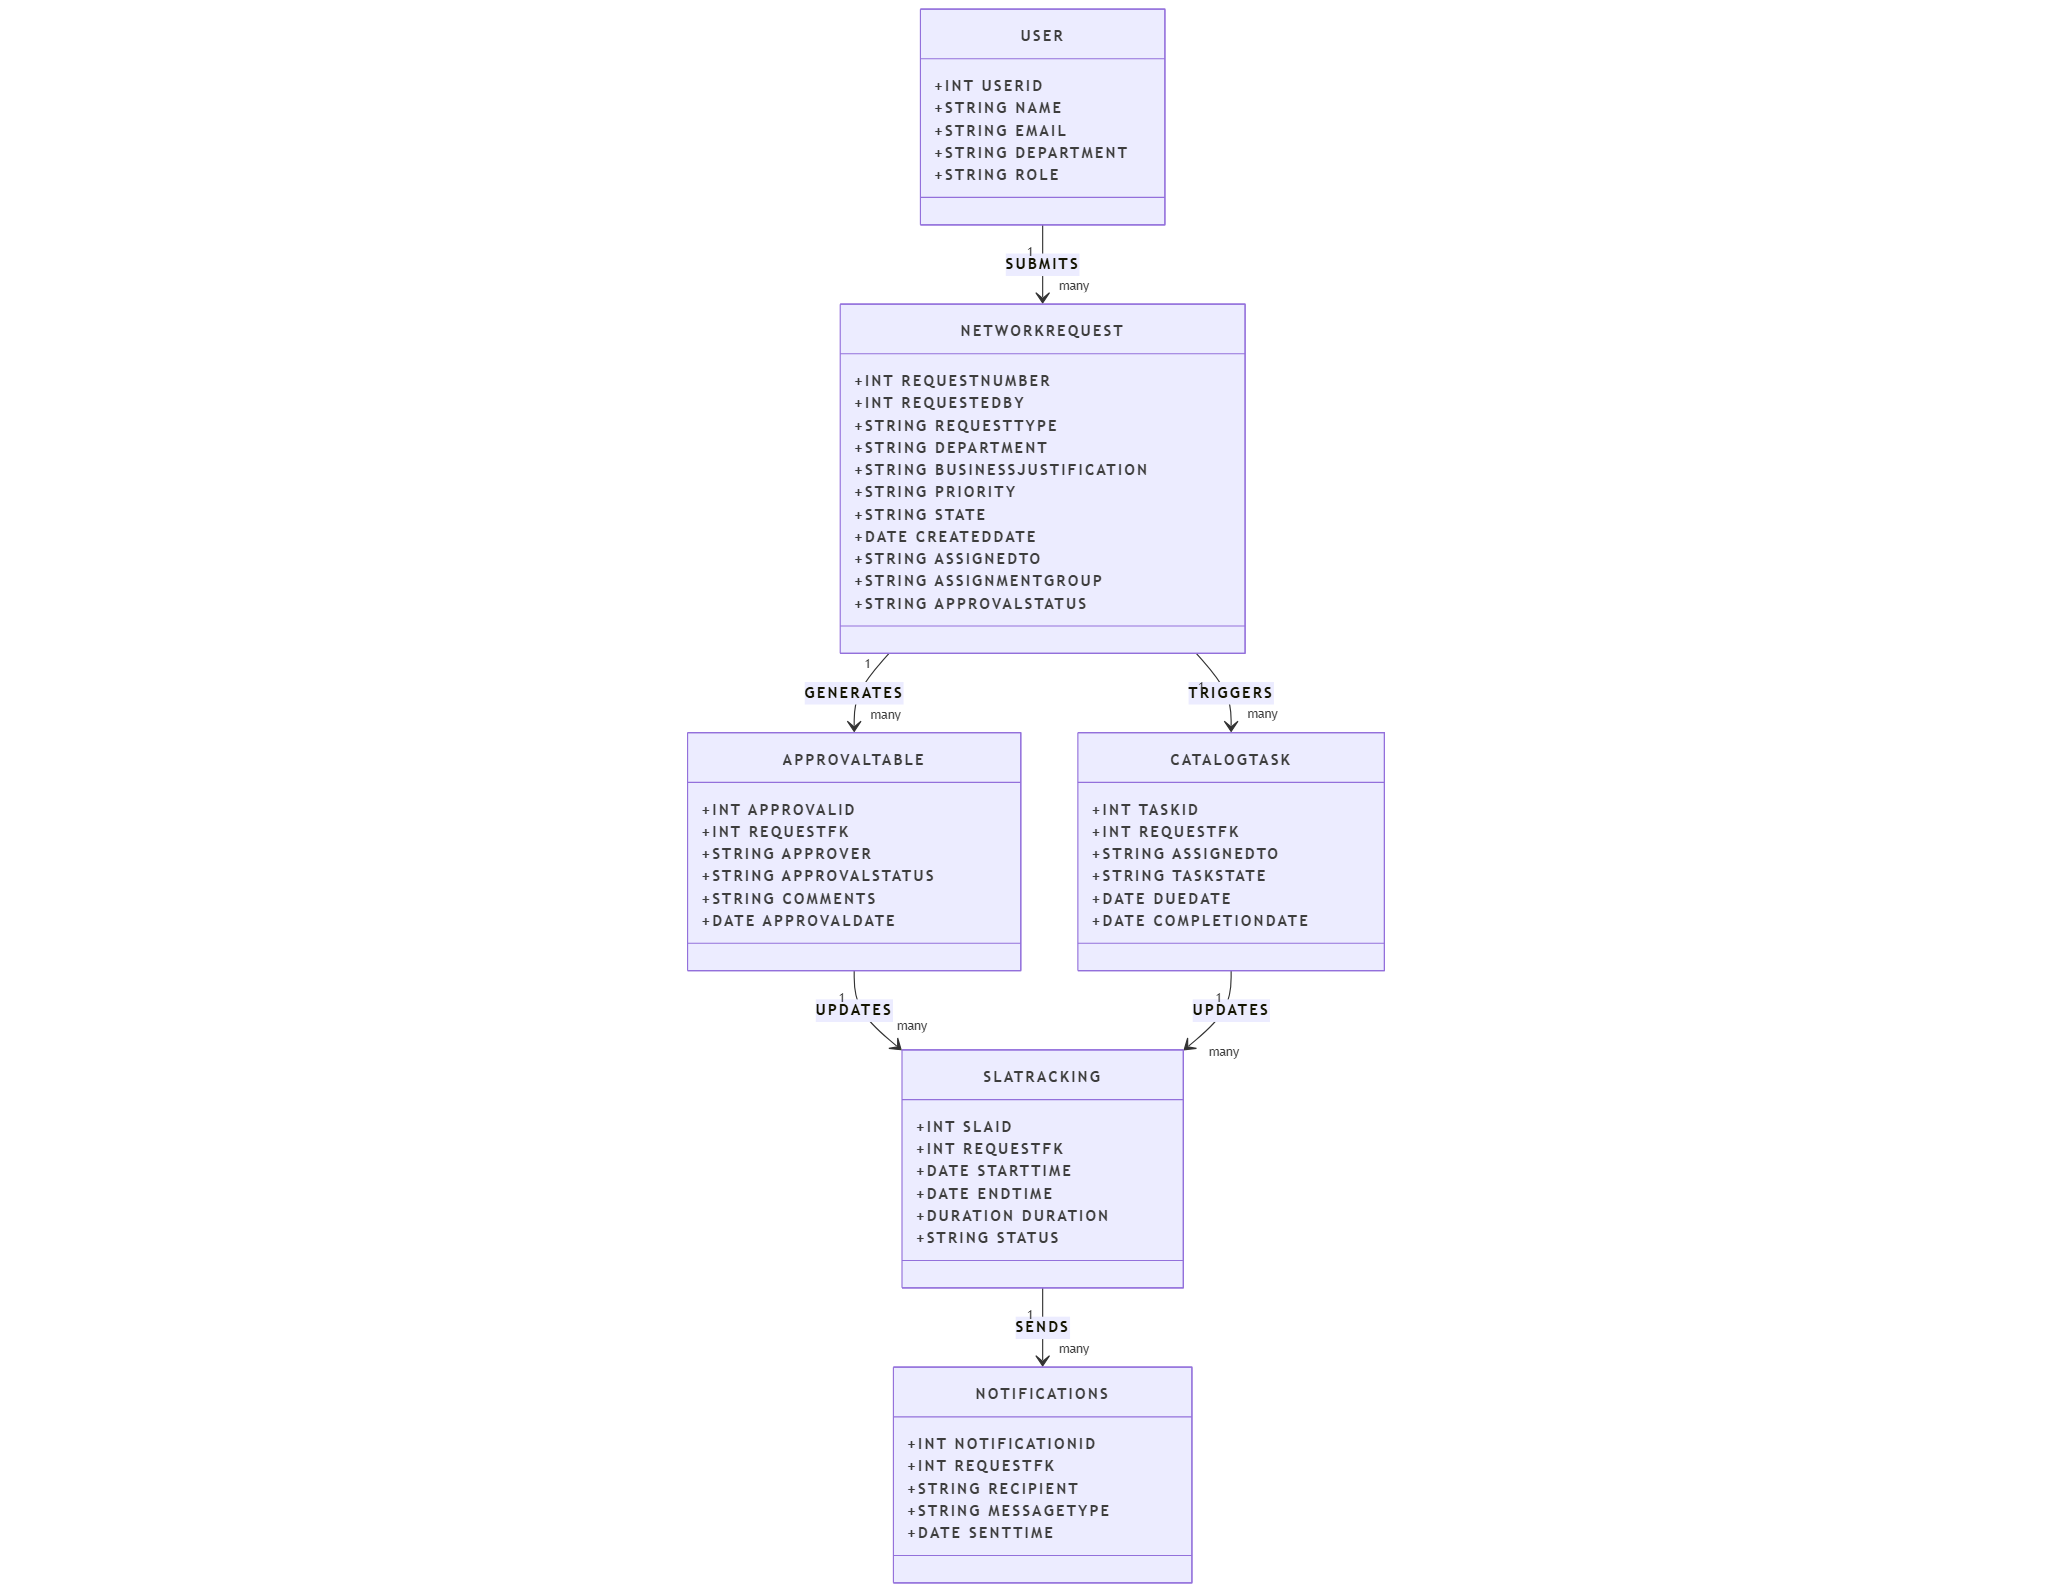 USER
+INT USERID
+STRING NAME
+STRING EMAIL
+STRING DEPARTMENT
+STRING ROLE
1
SUBMITS
many
NETWORKREQUEST
+INT REQUESTNUMBER
+INT REQUESTEDBY
+STRING REQUESTTYPE
+STRING DEPARTMENT
+STRING BUSINESSJUSTIFICATION
+STRING PRIORITY
+STRING STATE
+DATE CREATEDDATE
+STRING ASSIGNEDTO
+STRING ASSIGNMENTGROUP
+STRING APPROVALSTATUS
1
GENERATES
many
1
TRIGGERS
many
APPROVALTABLE
+INT APPROVALID
+INT REQUESTFK
+STRING APPROVER
+STRING APPROVALSTATUS
+STRING COMMENTS
+DATE APPROVALDATE
CATALOGTASK
+INT TASKID
+INT REQUESTFK
+STRING ASSIGNEDTO
+STRING TASKSTATE
+DATE DUEDATE
+DATE COMPLETIONDATE
1
UPDATES
many
1
UPDATES
many
SLATRACKING
+INT SLAID
+INT REQUESTFK
+DATE STARTTIME
+DATE ENDTIME
+DURATION DURATION
+STRING STATUS
1
SENDS
many
NOTIFICATIONS
+INT NOTIFICATIONID
+INT REQUESTFK
+STRING RECIPIENT
+STRING MESSAGETYPE
+DATE SENTTIME